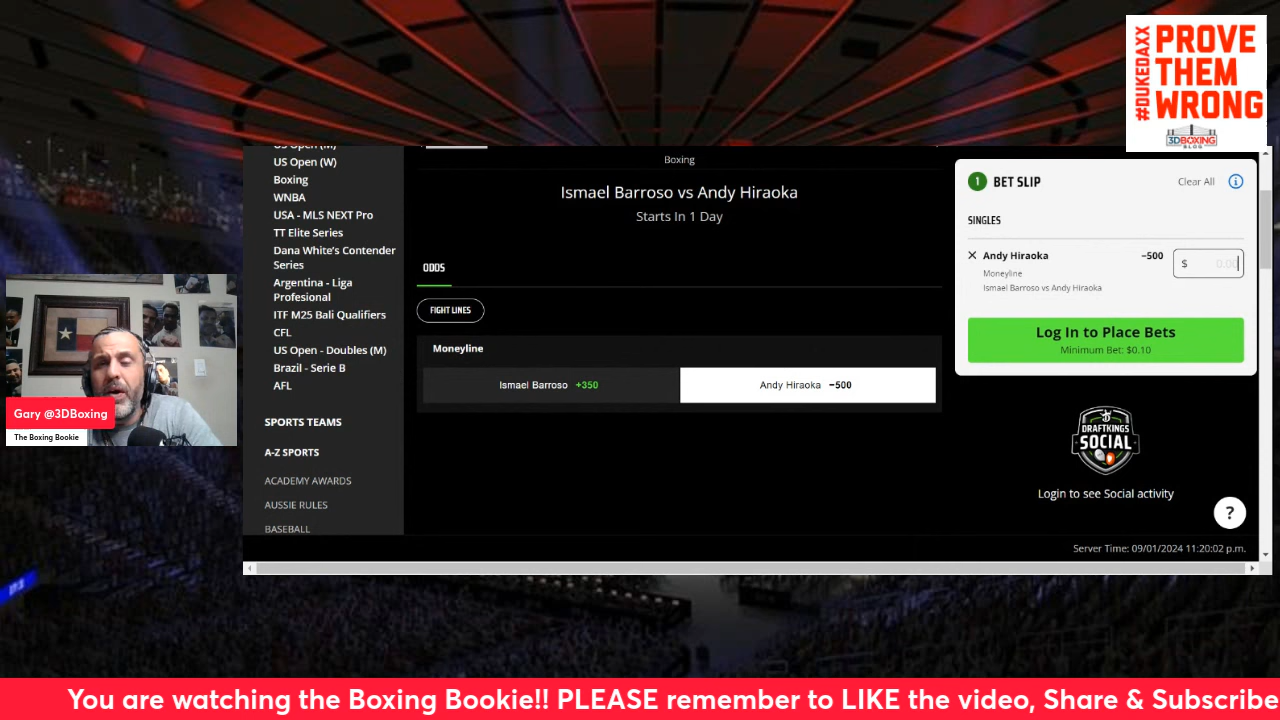 #DUKEDAXX
PROVE
THEM
WRONG
3DBOXING
BLOG
US Open (M)
US Open (W)
Boxing
WNBA
USA - MLS NEXT Pro
TT Elite Series
Dana White's Contender
Series
Argentina - Liga
Profesional
ITF M25 Bali Qualifiers
CFL
US Open - Doubles (M)
Brazil - Serie B
AFL
SPORTS TEAMS
A-Z SPORTS
ACADEMY AWARDS
AUSSIE RULES
BASEBALL
Boxing
Ismael Barroso vs Andy Hiraoka
Starts In 1 Day
ODDS
FIGHT LINES
Moneyline
Ismael Barroso +350
Andy Hiraoka −500
1 BET SLIP Clear All i
SINGLES
✕ Andy Hiraoka −500 $ 0.00
Moneyline
Ismael Barroso vs Andy Hiraoka
Log In to Place Bets
Minimum Bet: $0.10
DRAFTKINGS
SOCIAL
Login to see Social activity
?
Server Time: 09/01/2024 11:20:02 p.m.
Gary @3DBoxing
The Boxing Bookie
You are watching the Boxing Bookie!! PLEASE remember to LIKE the video, Share & Subscribe